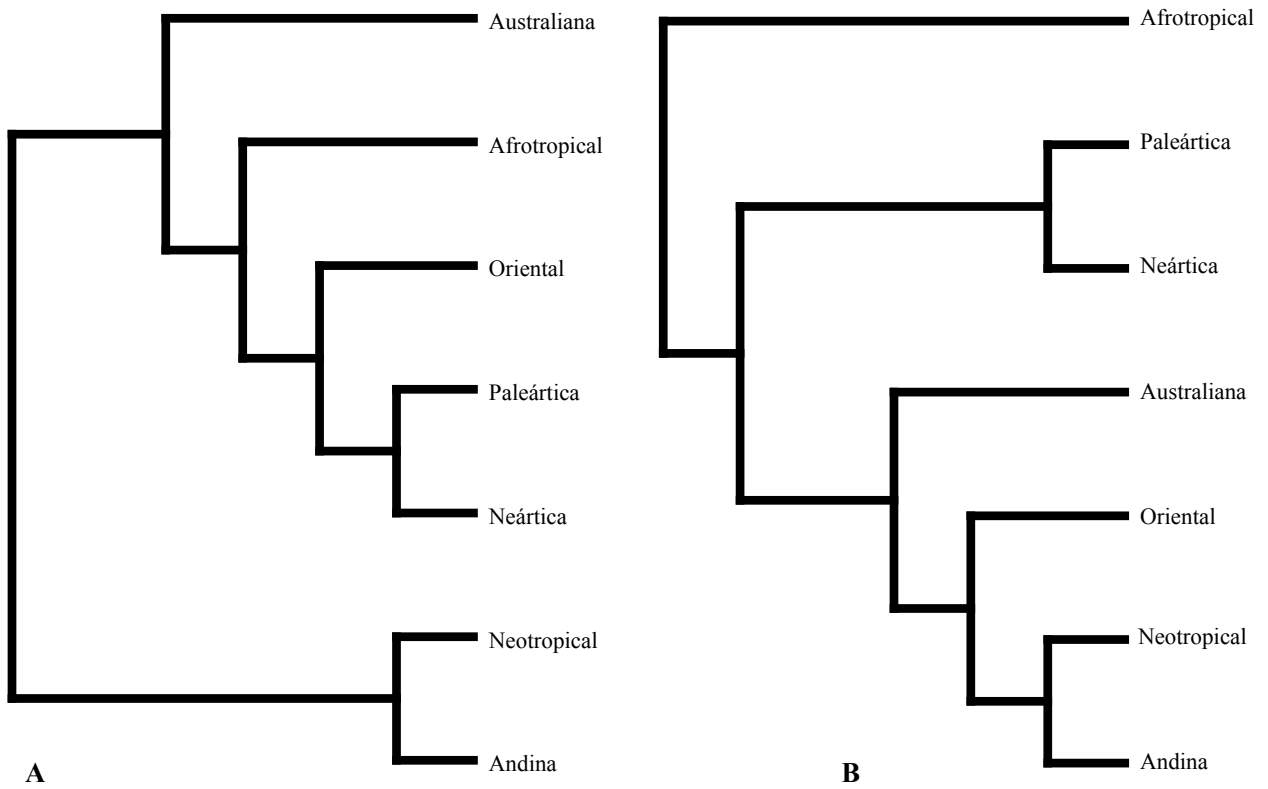 Australiana
Afrotropical
Oriental
Paleártica
Neártica
Neotropical
Andina
A
Afrotropical
Paleártica
Neártica
Australiana
Oriental
Neotropical
Andina
B